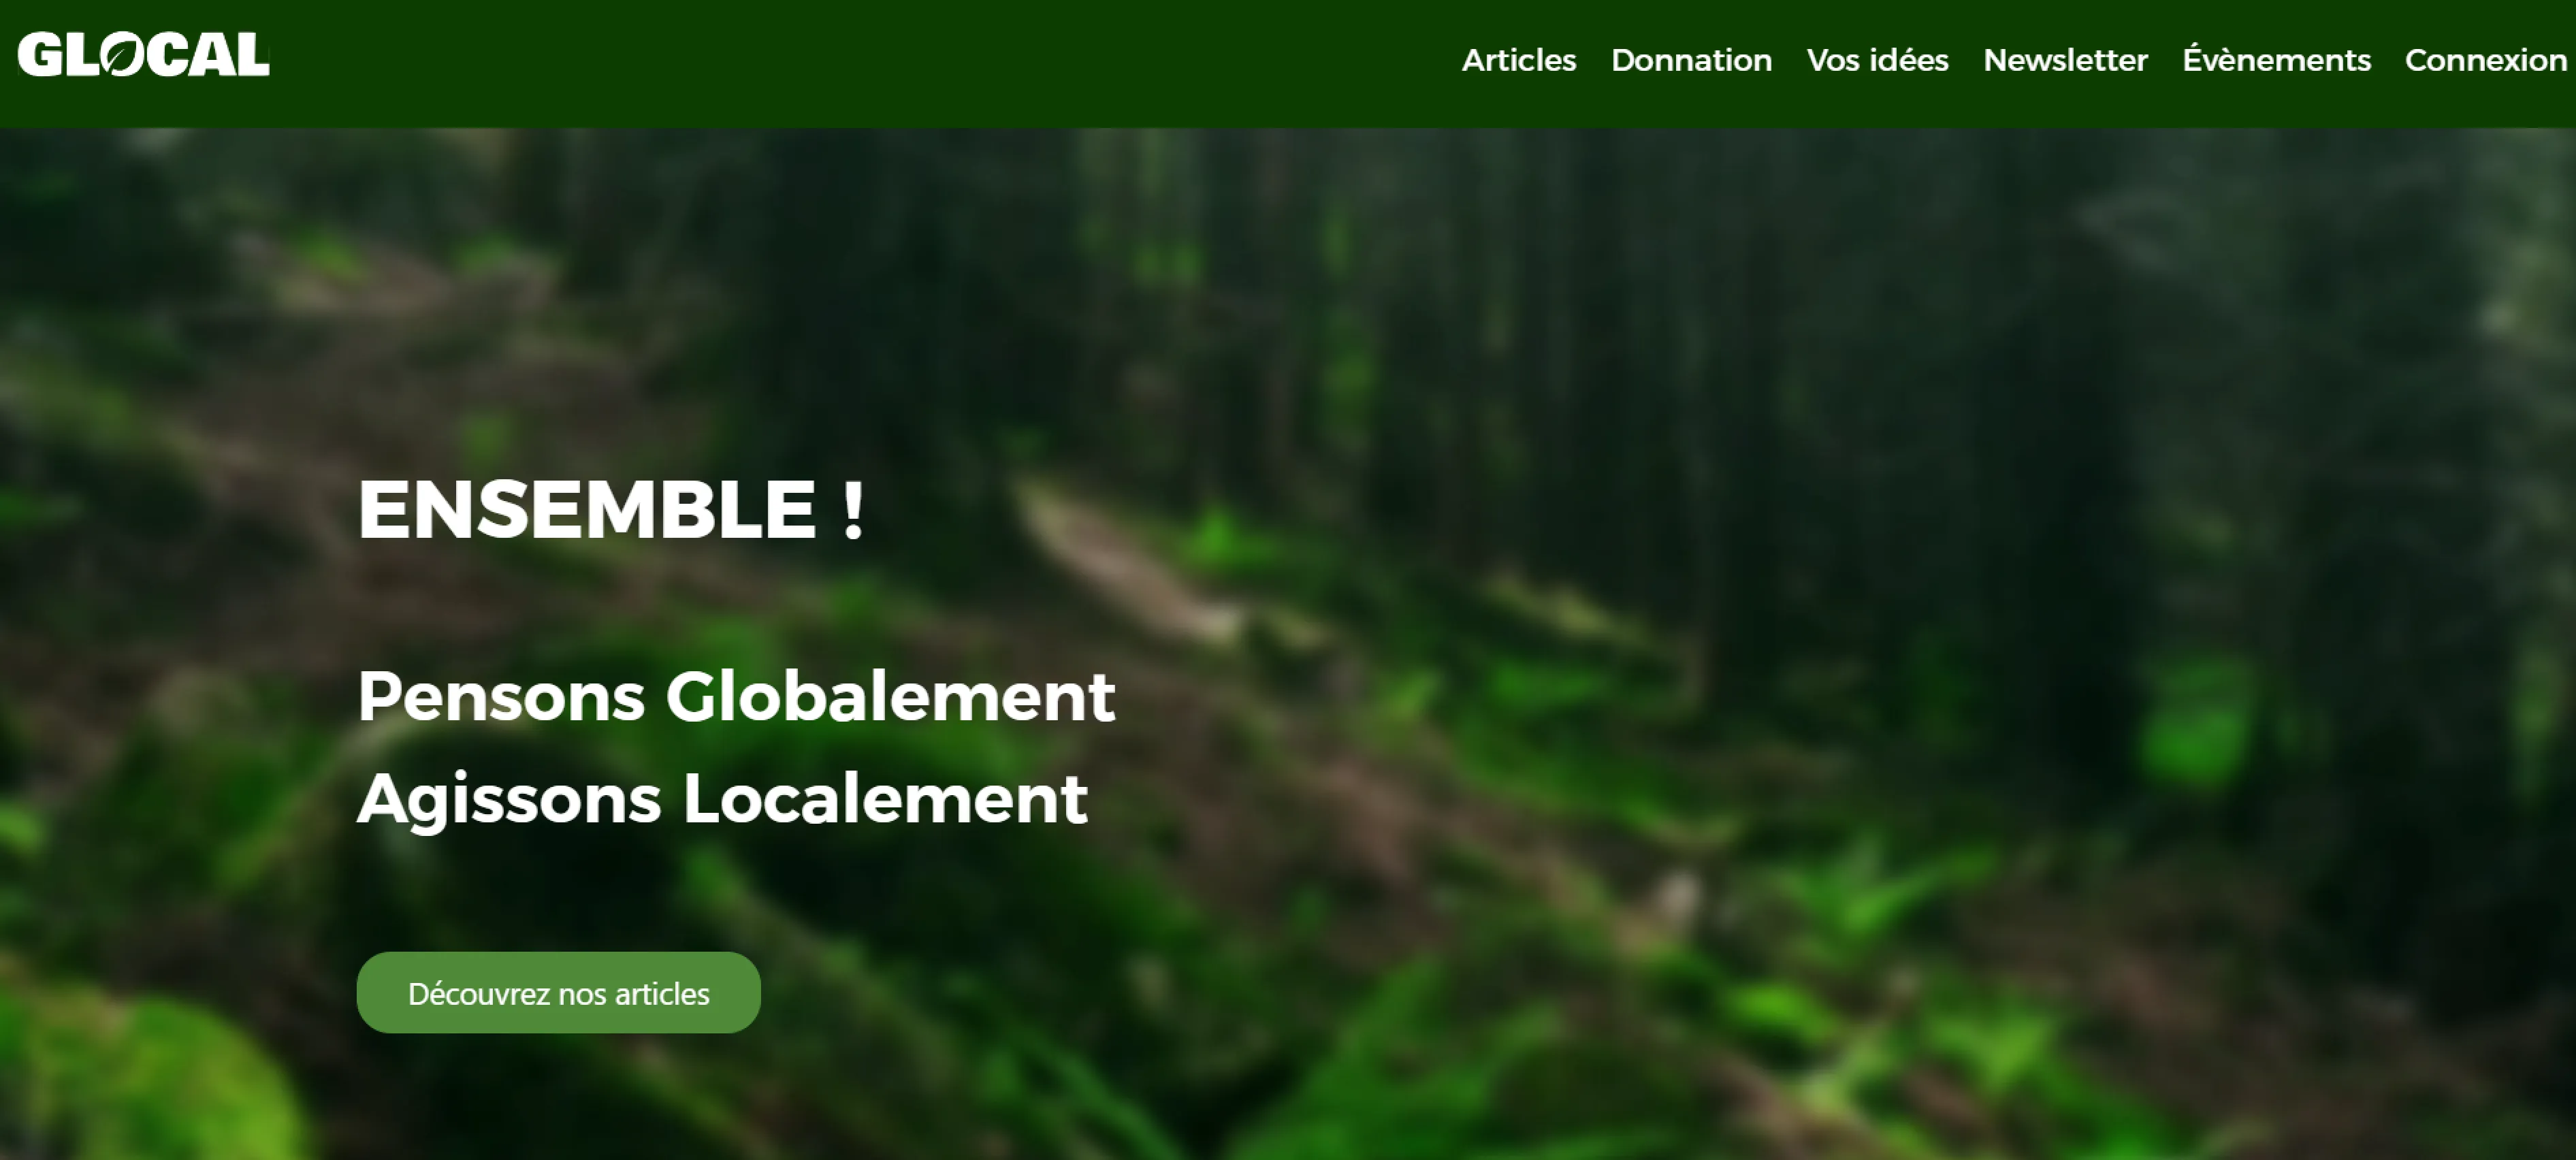 GLOCAL
Articles Donnation Vos idées Newsletter Évènements Connexion
ENSEMBLE !
Pensons Globalement
Agissons Localement
Découvrez nos articles